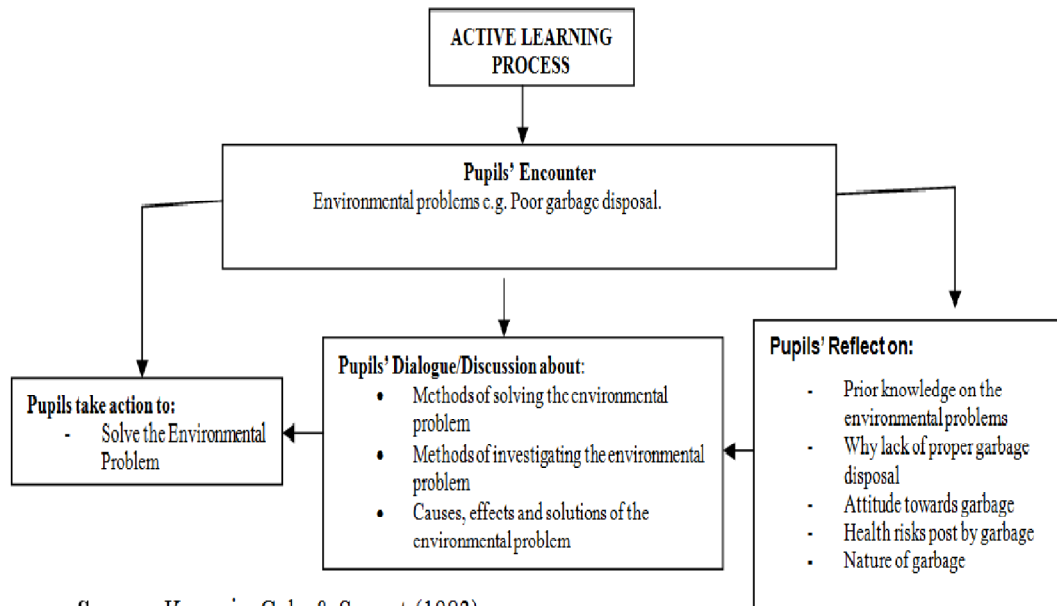 ACTIVE LEARNING
PROCESS
Pupils' Encounter
Environmental problems e.g. Poor garbage disposal.
Pupils take action to:
- Solve the Environmental
Problem
Pupils' Dialogue/Discussion about:
• Methods of solving the environmental
problem
• Methods of investigating the environmental
problem
• Causes, effects and solutions of the
environmental problem
Pupils' Reflect on:
- Prior knowledge on the
environmental problems
- Why lack of proper garbage
disposal
- Attitude towards garbage
- Health risks post by garbage
- Nature of garbage